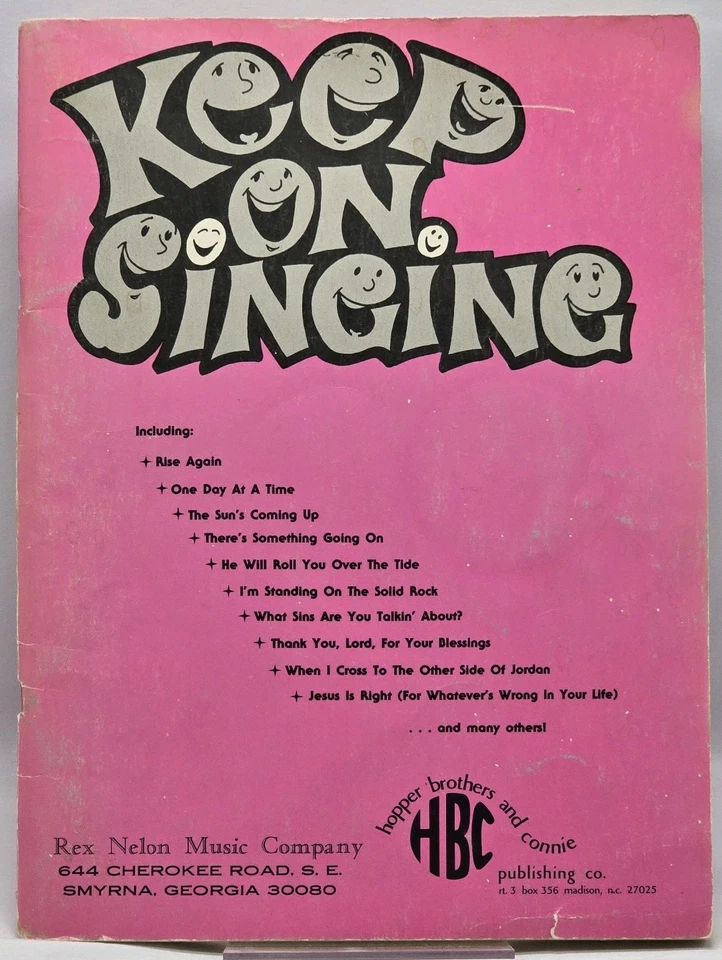 Keep
ON
SiNGiNG
Including:
Rise Again
One Day At A Time
The Sun's Coming Up
There's Something Going On
He Will Roll You Over The Tide
I'm Standing On The Solid Rock
What Sins Are You Talkin' About?
Thank You, Lord, For Your Blessings
When I Cross To The Other Side Of Jordan
Jesus Is Right (For Whatever's Wrong In Your Life)
. . . and many others!
Rex Nelon Music Company
644 CHEROKEE ROAD, S. E.
SMYRNA, GEORGIA 30080
hopper brothers and connie
HBC
publishing co.
rt. 3 box 356 madison, n.c. 27025